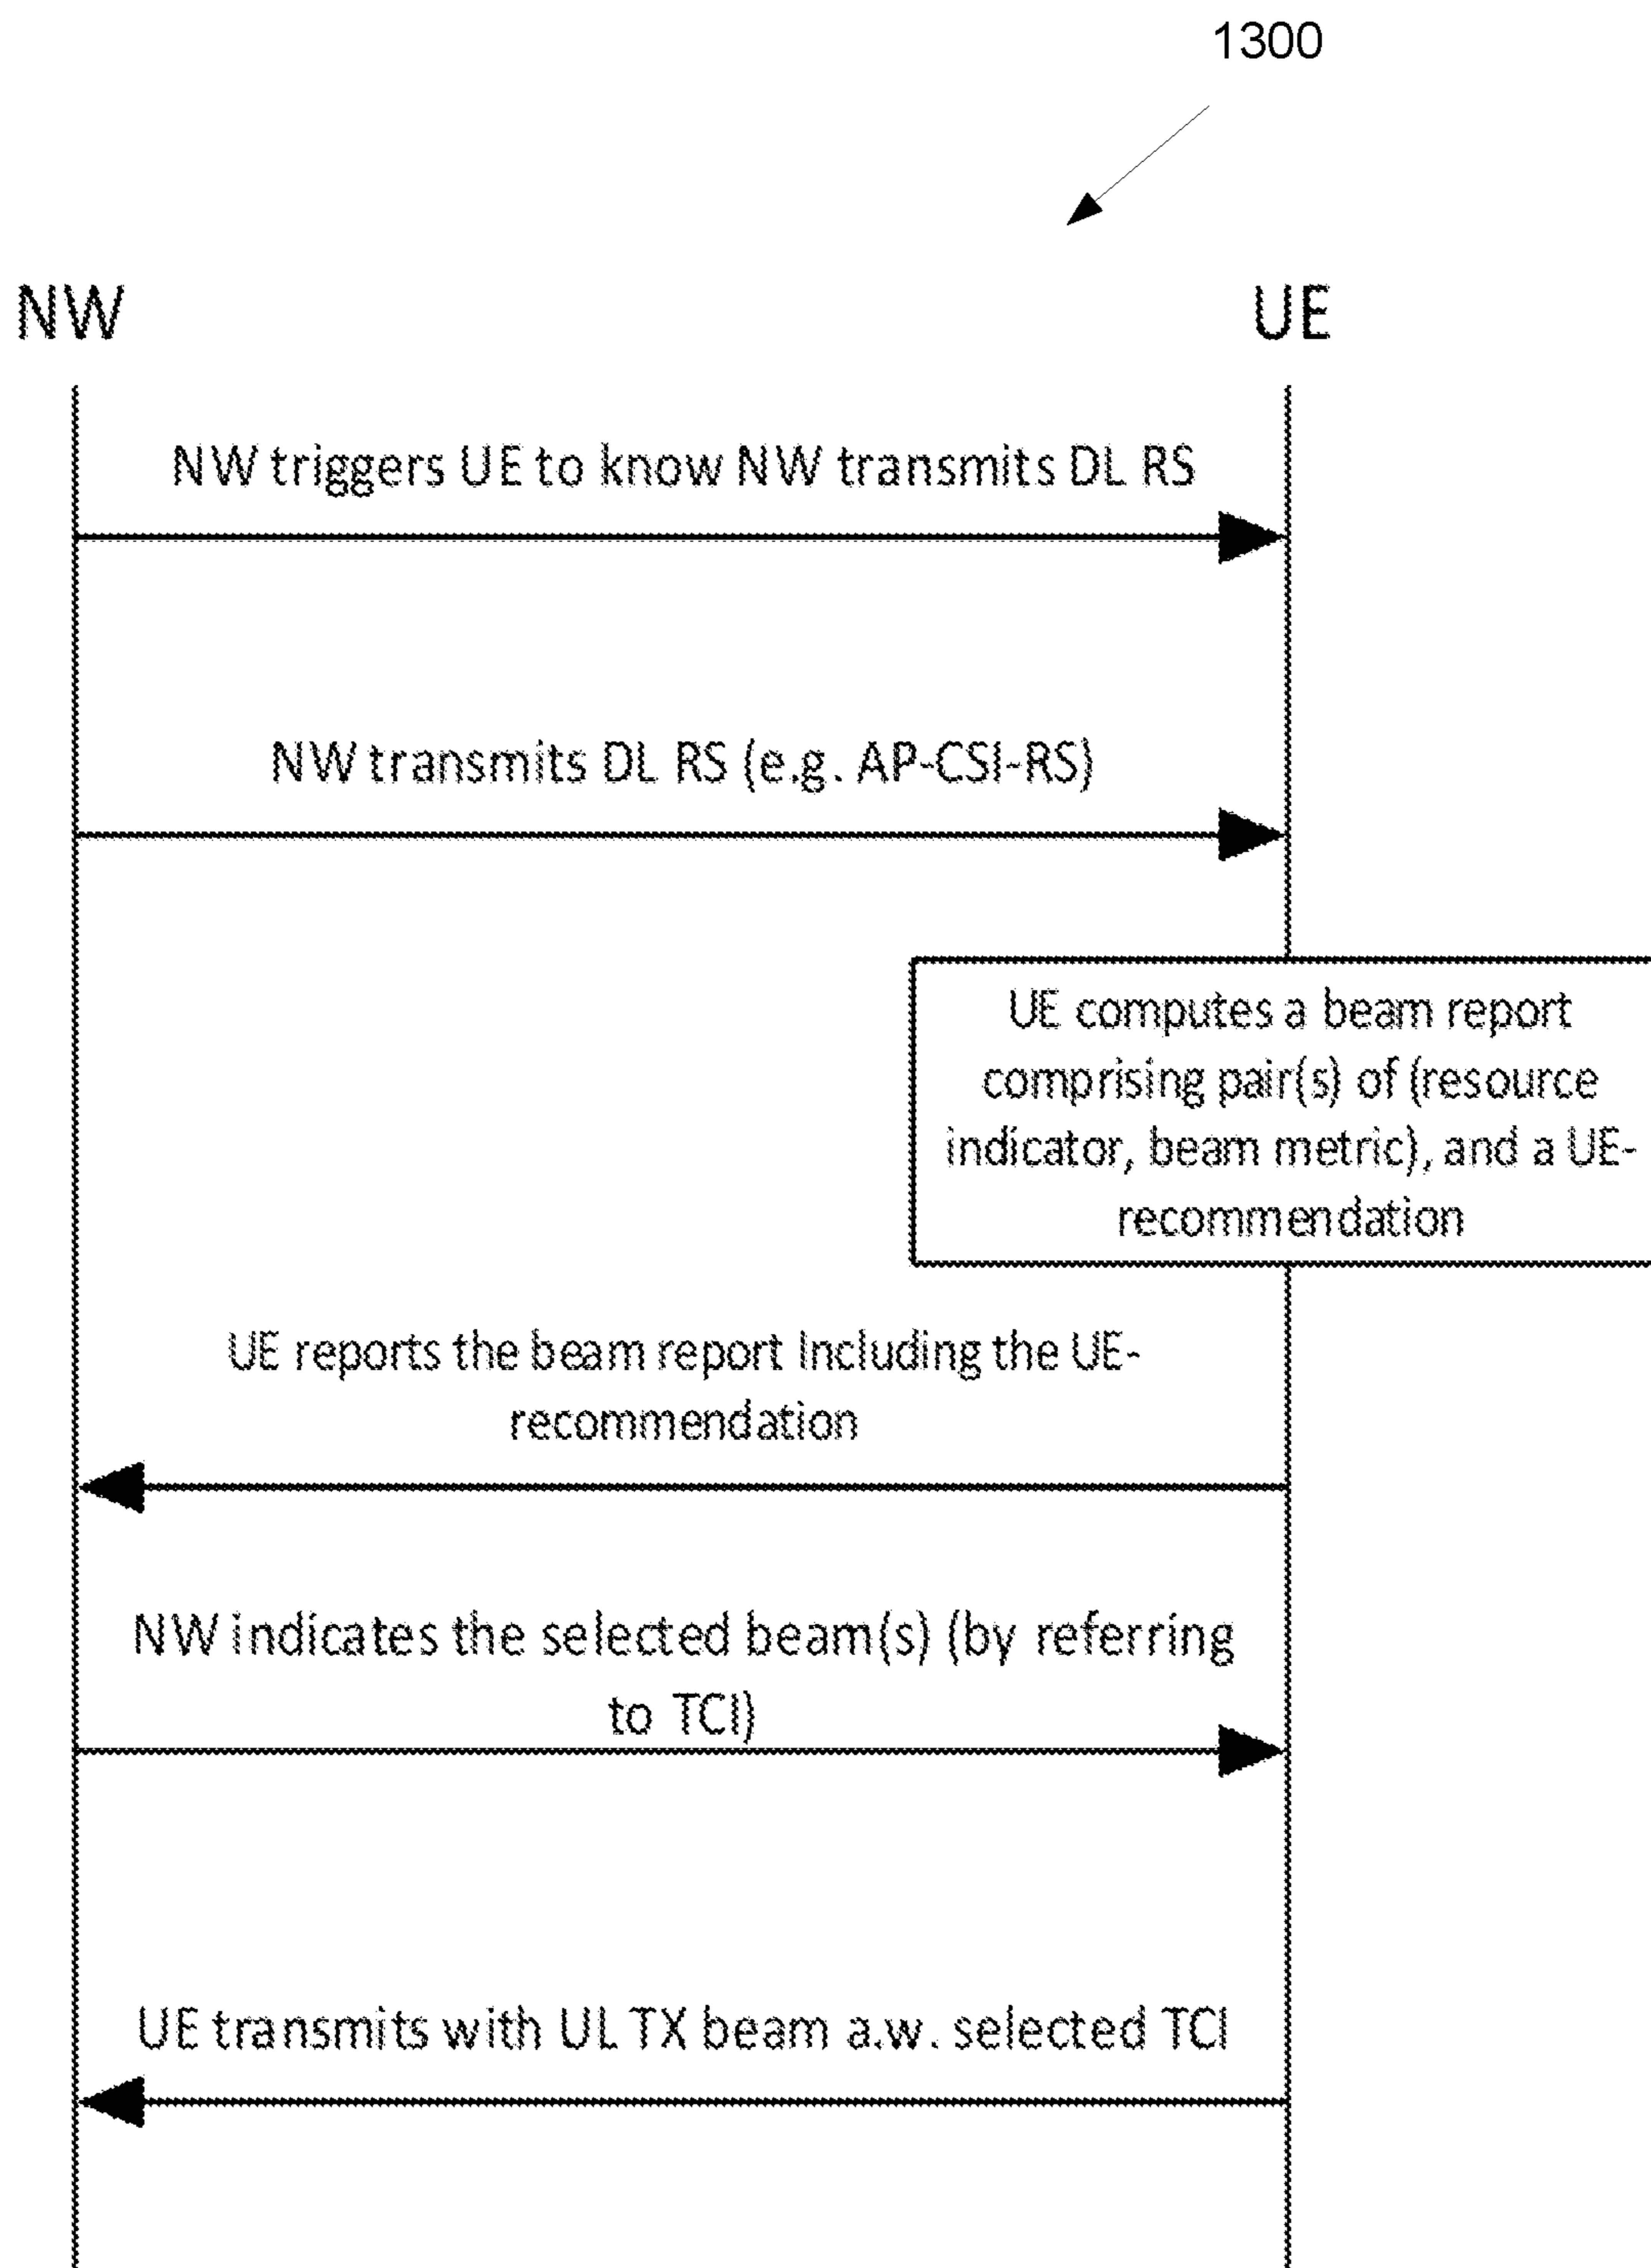 1300
NW
UE
NW triggers UE to know NW transmits DL RS
NW transmits DL RS (e.g. AP-CSI-RS)
UE computes a beam report
comprising pair(s) of (resource
indicator, beam metric), and a UE-
recommendation
UE reports the beam report Including the UE-
recommendation
NW indicates the selected beam(s) (by referring
to TCI)
UE transmits with UL TX beam a.w. selected TCI